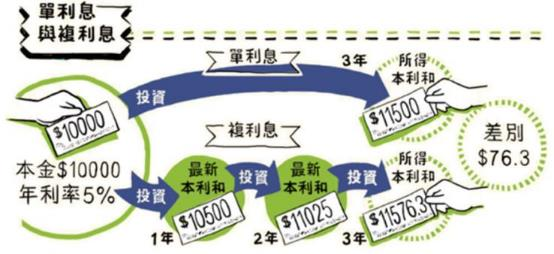 單利息
與複利息
單利息
3年
所得
本利和
投資
$10000
$11500
本金$10000
年利率5%
複利息
差別
$76.3
投資
最新
本利和
投資
最新
本利和
投資
所得
本利和
$10500
$11025
$11576.3
1年
2年
3年